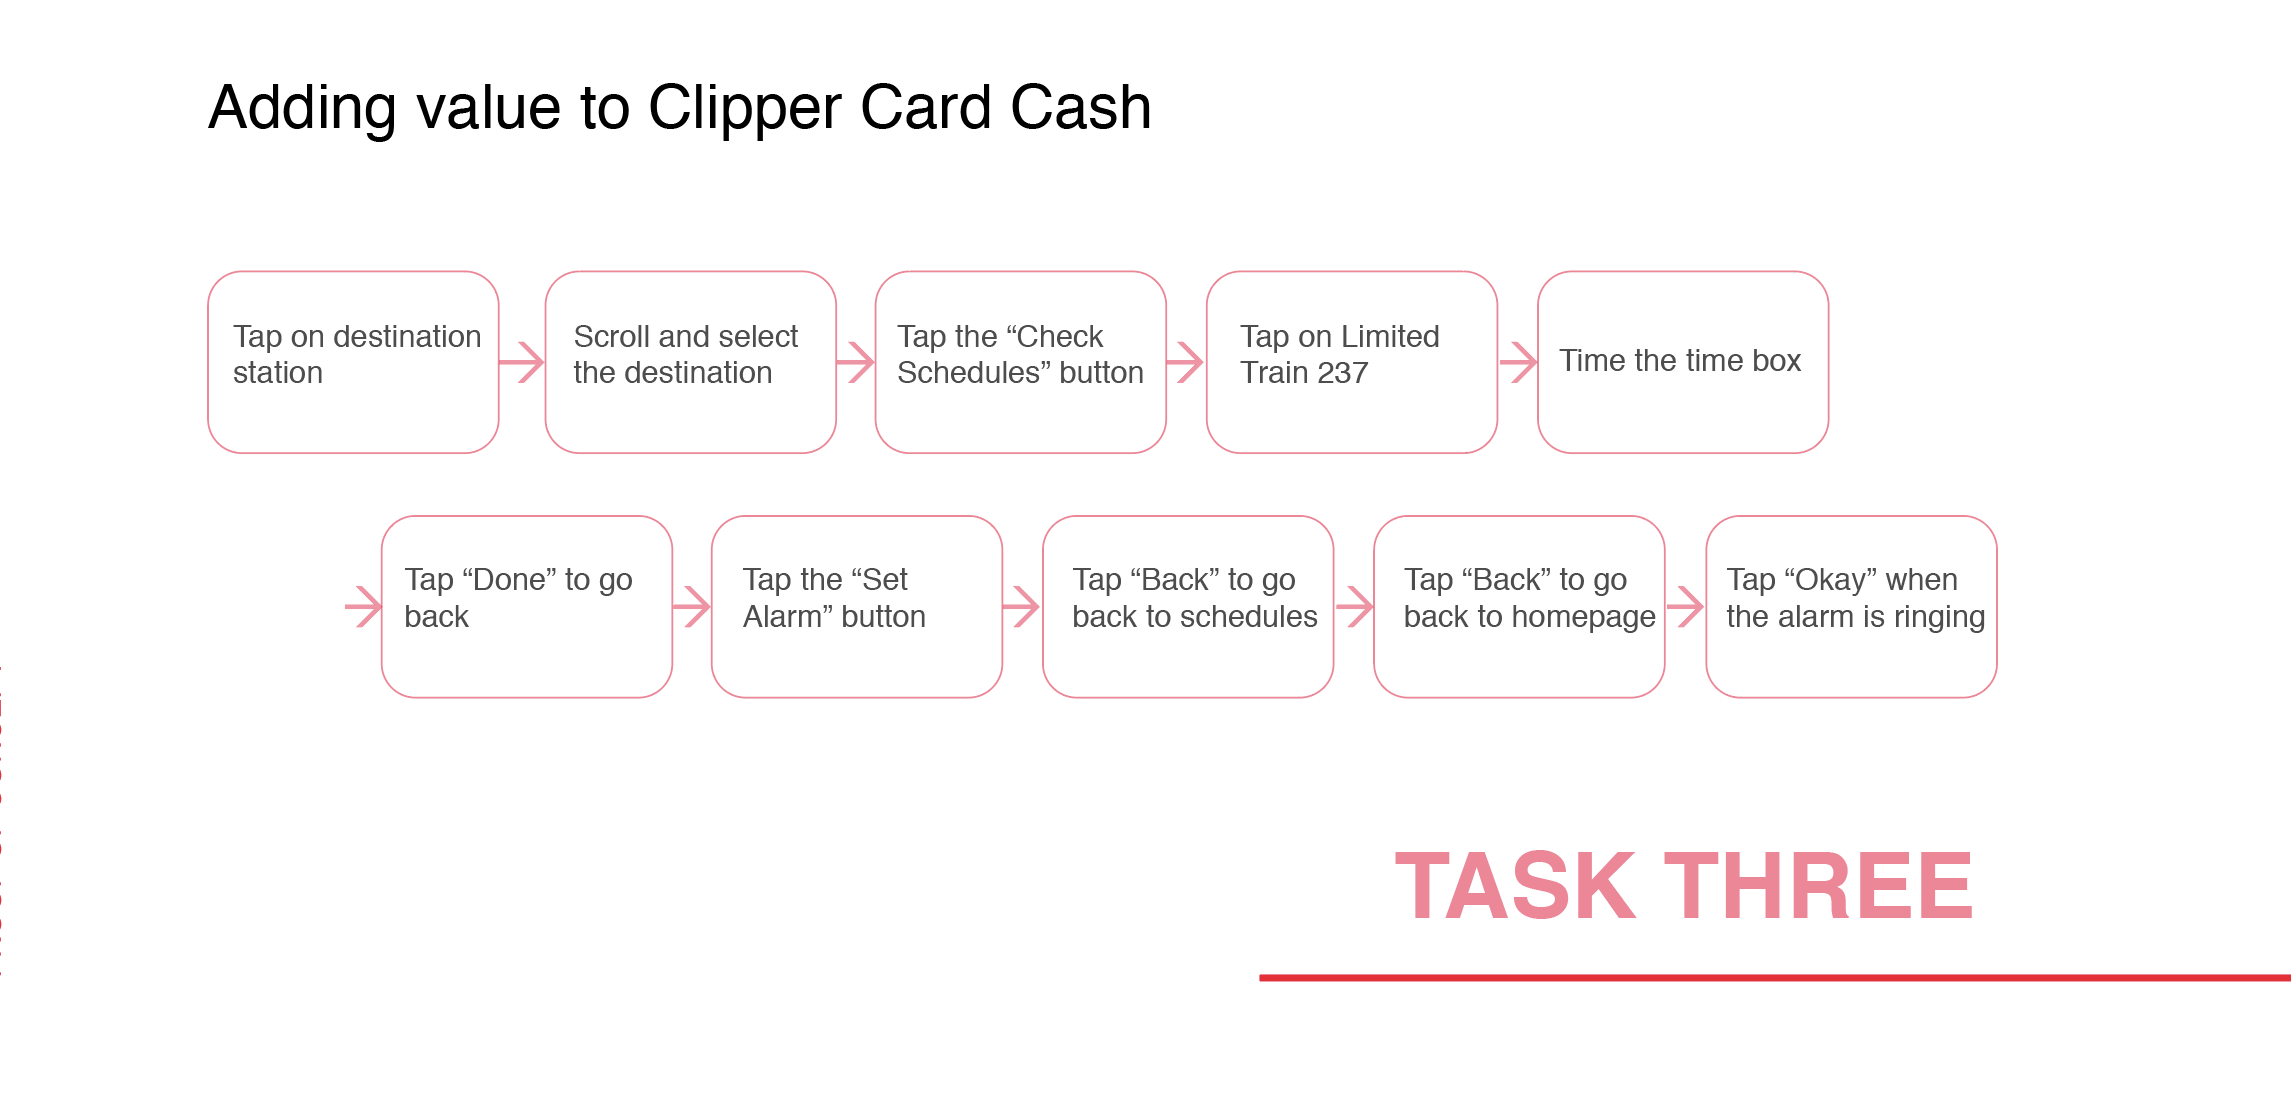 Adding value to Clipper Card Cash
Tap on destination
station
Scroll and select
the destination
Tap the “Check
Schedules” button
Tap on Limited
Train 237
Time the time box
Tap “Done” to go
back
Tap the “Set
Alarm” button
Tap “Back” to go
back to schedules
Tap “Back” to go
back to homepage
Tap “Okay” when
the alarm is ringing
TASK THREE